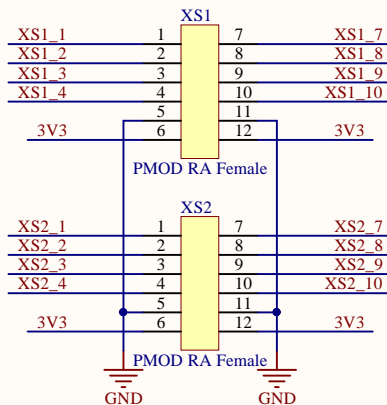 XS1
XS1_1 1 7 XS1_7
XS1_2 2 8 XS1_8
XS1_3 3 9 XS1_9
XS1_4 4 10 XS1_10
5 11
3V3 6 12 3V3
PMOD RA Female
XS2
XS2_1 1 7 XS2_7
XS2_2 2 8 XS2_8
XS2_3 3 9 XS2_9
XS2_4 4 10 XS2_10
5 11
3V3 6 12 3V3
PMOD RA Female
GND GND